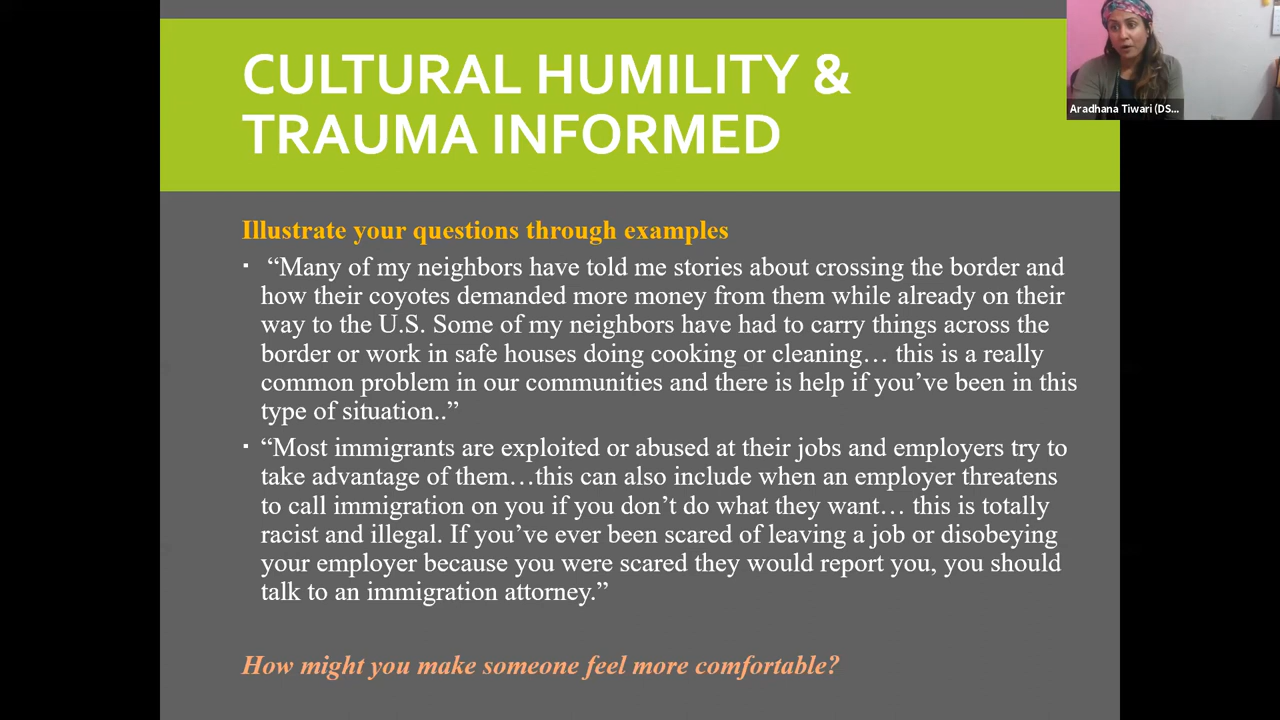 CULTURAL HUMILITY &
TRAUMA INFORMED
Aradhana Tiwari (DS...
Illustrate your questions through examples
▪ “Many of my neighbors have told me stories about crossing the border and
how their coyotes demanded more money from them while already on their
way to the U.S. Some of my neighbors have had to carry things across the
border or work in safe houses doing cooking or cleaning… this is a really
common problem in our communities and there is help if you’ve been in this
type of situation..”
▪ “Most immigrants are exploited or abused at their jobs and employers try to
take advantage of them…this can also include when an employer threatens
to call immigration on you if you don’t do what they want… this is totally
racist and illegal. If you’ve ever been scared of leaving a job or disobeying
your employer because you were scared they would report you, you should
talk to an immigration attorney.”
How might you make someone feel more comfortable?